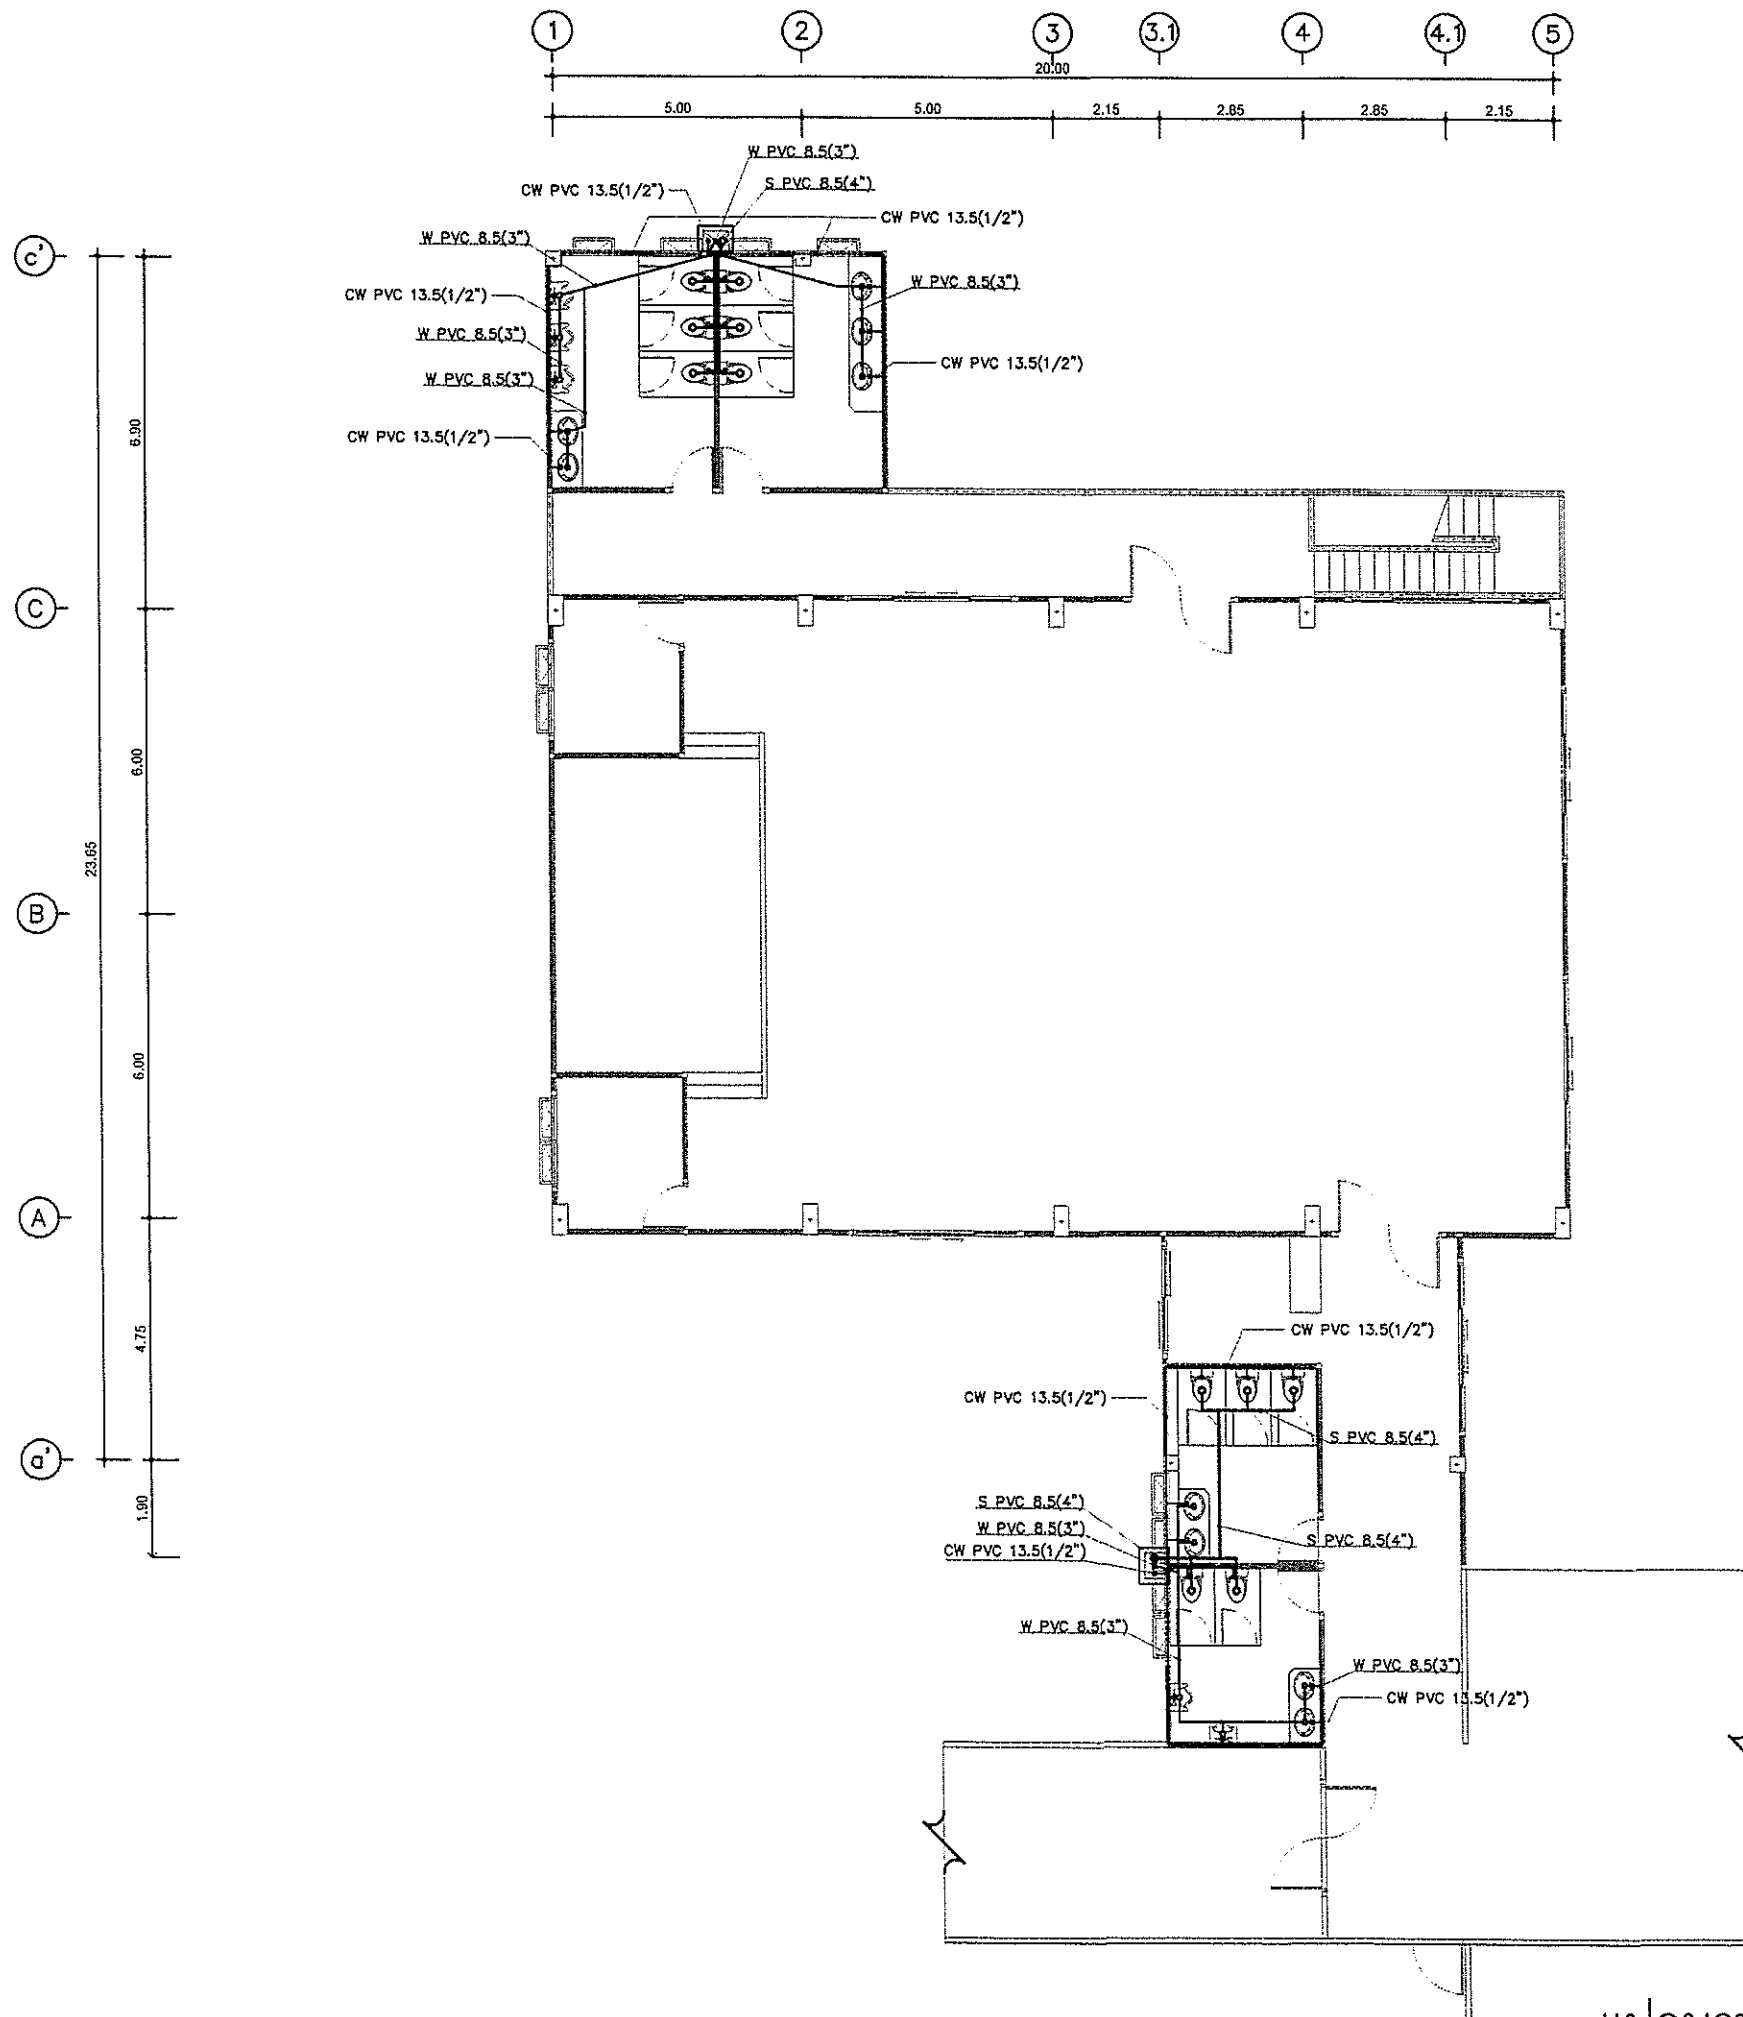 1 2 3 3.1 4 4.1 5
20.00
5.00 5.00 2.15 2.85 2.85 2.15
W PVC 8.5(3")
CW PVC 13.5(1/2") S PVC 8.5(4")
CW PVC 13.5(1/2")
W PVC 8.5(3")
c'
W PVC 8.5(3")
CW PVC 13.5(1/2")
W PVC 8.5(3")
CW PVC 13.5(1/2")
W PVC 8.5(3")
6.90
CW PVC 13.5(1/2")
C
6.00
23.65
B
6.00
A
4.75
CW PVC 13.5(1/2")
CW PVC 13.5(1/2")
S PVC 8.5(4")
a'
1.90
S PVC 8.5(4")
W PVC 8.5(3")
S PVC 8.5(4")
CW PVC 13.5(1/2")
W PVC 8.5(3")
W PVC 8.5(3")
CW PVC 13.5(1/2")